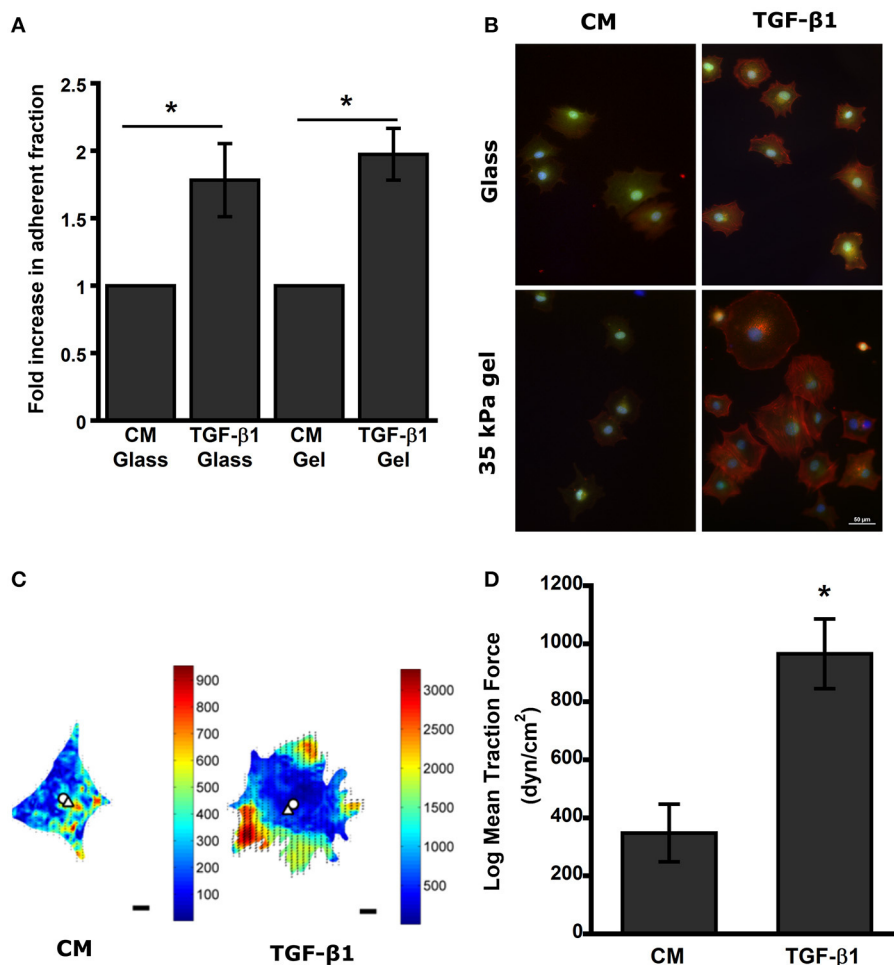 A
Fold increase in adherent fraction
2.5
2
1.5
1
0.5
0
*
*
CM
Glass
TGF-β1
Glass
CM
Gel
TGF-β1
Gel
B
CM
TGF-β1
Glass
35 kPa gel
50 µm
C
900
800
700
600
500
400
300
200
100
3000
2500
2000
1500
1000
500
CM
TGF-β1
D
Log Mean Traction Force
(dyn/cm²)
1200
1000
800
600
400
200
0
*
CM
TGF-β1